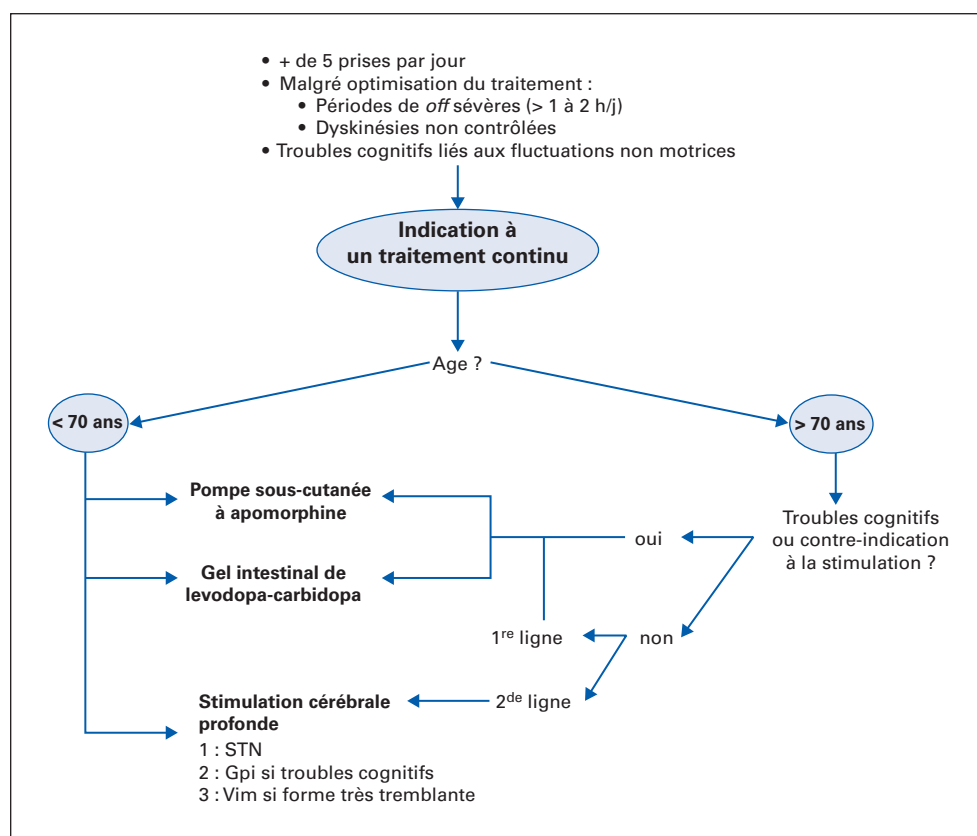 • + de 5 prises par jour
• Malgré optimisation du traitement :
• Périodes de off sévères (> 1 à 2 h/j)
• Dyskinésies non contrôlées
• Troubles cognitifs liés aux fluctuations non motrices
Indication à
un traitement continu
Age ?
< 70 ans
> 70 ans
Pompe sous-cutanée
à apomorphine
Troubles cognitifs
ou contre-indication
à la stimulation ?
oui
Gel intestinal de
levodopa-carbidopa
1re ligne
non
Stimulation cérébrale
profonde
2de ligne
1 : STN
2 : Gpi si troubles cognitifs
3 : Vim si forme très tremblante